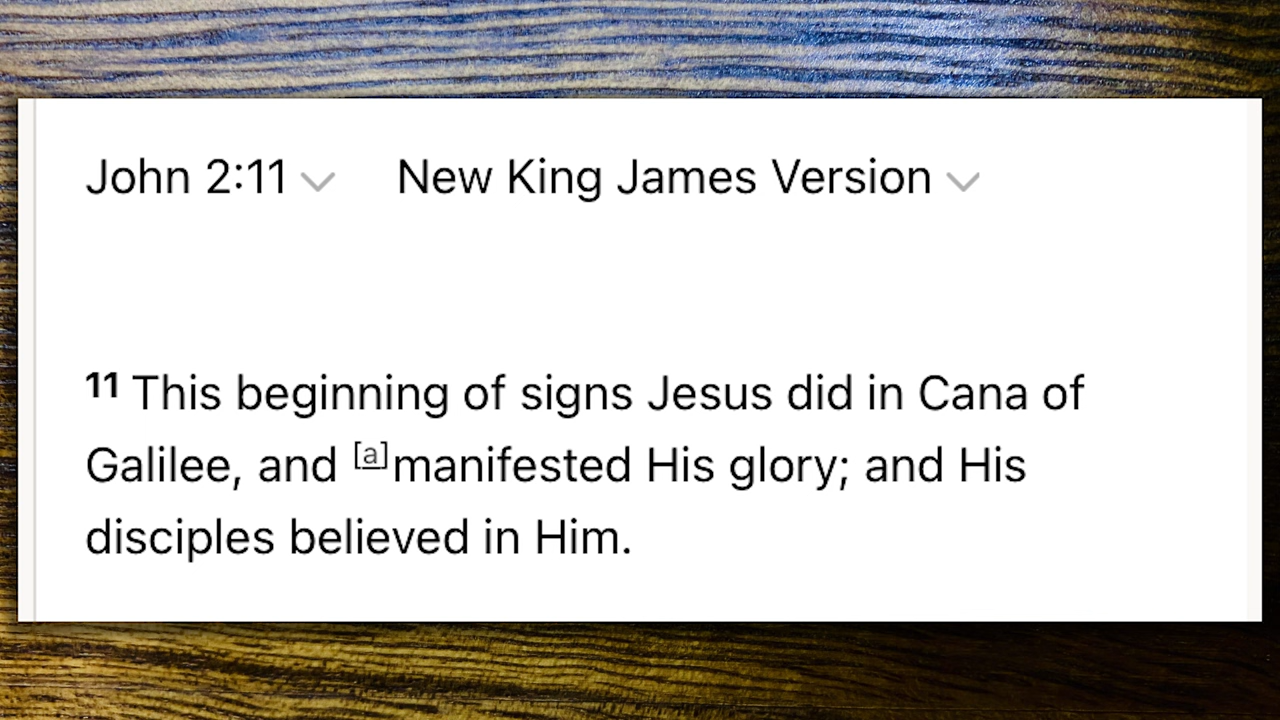 John 2:11 New King James Version
11 This beginning of signs Jesus did in Cana of
Galilee, and [a]manifested His glory; and His
disciples believed in Him.